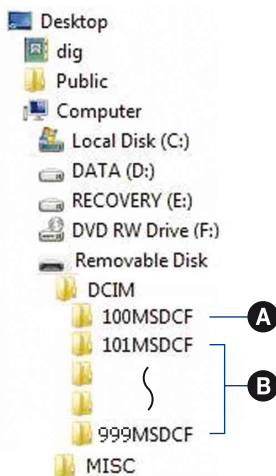 Desktop
dig
Public
Computer
Local Disk (C:)
DATA (D:)
RECOVERY (E:)
DVD RW Drive (F:)
Removable Disk
DCIM
100MSDCF
A
101MSDCF
B
999MSDCF
MISC